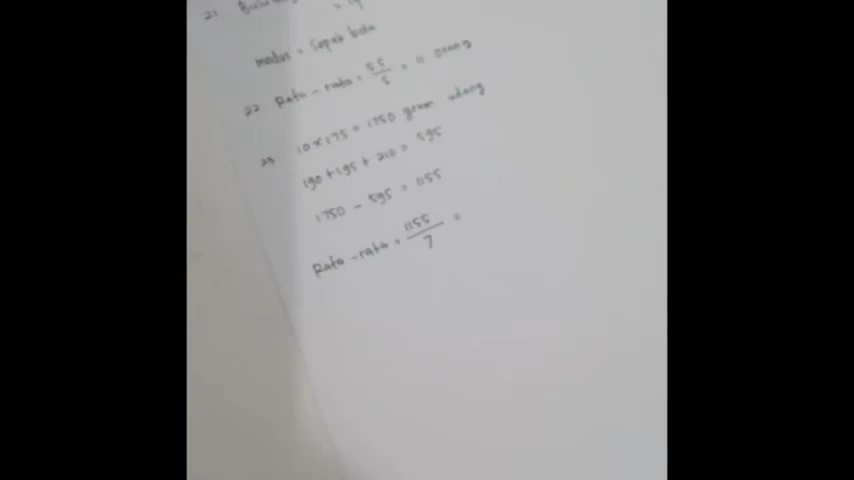 21
modus = Sepak bola
22 Rata - rata = 55/5 = 11 orang
23 10 x 175 = 1750 gram udang
190 + 195 + 210 = 595
1750 - 595 = 1155
Rata - rata = 1155/7 =